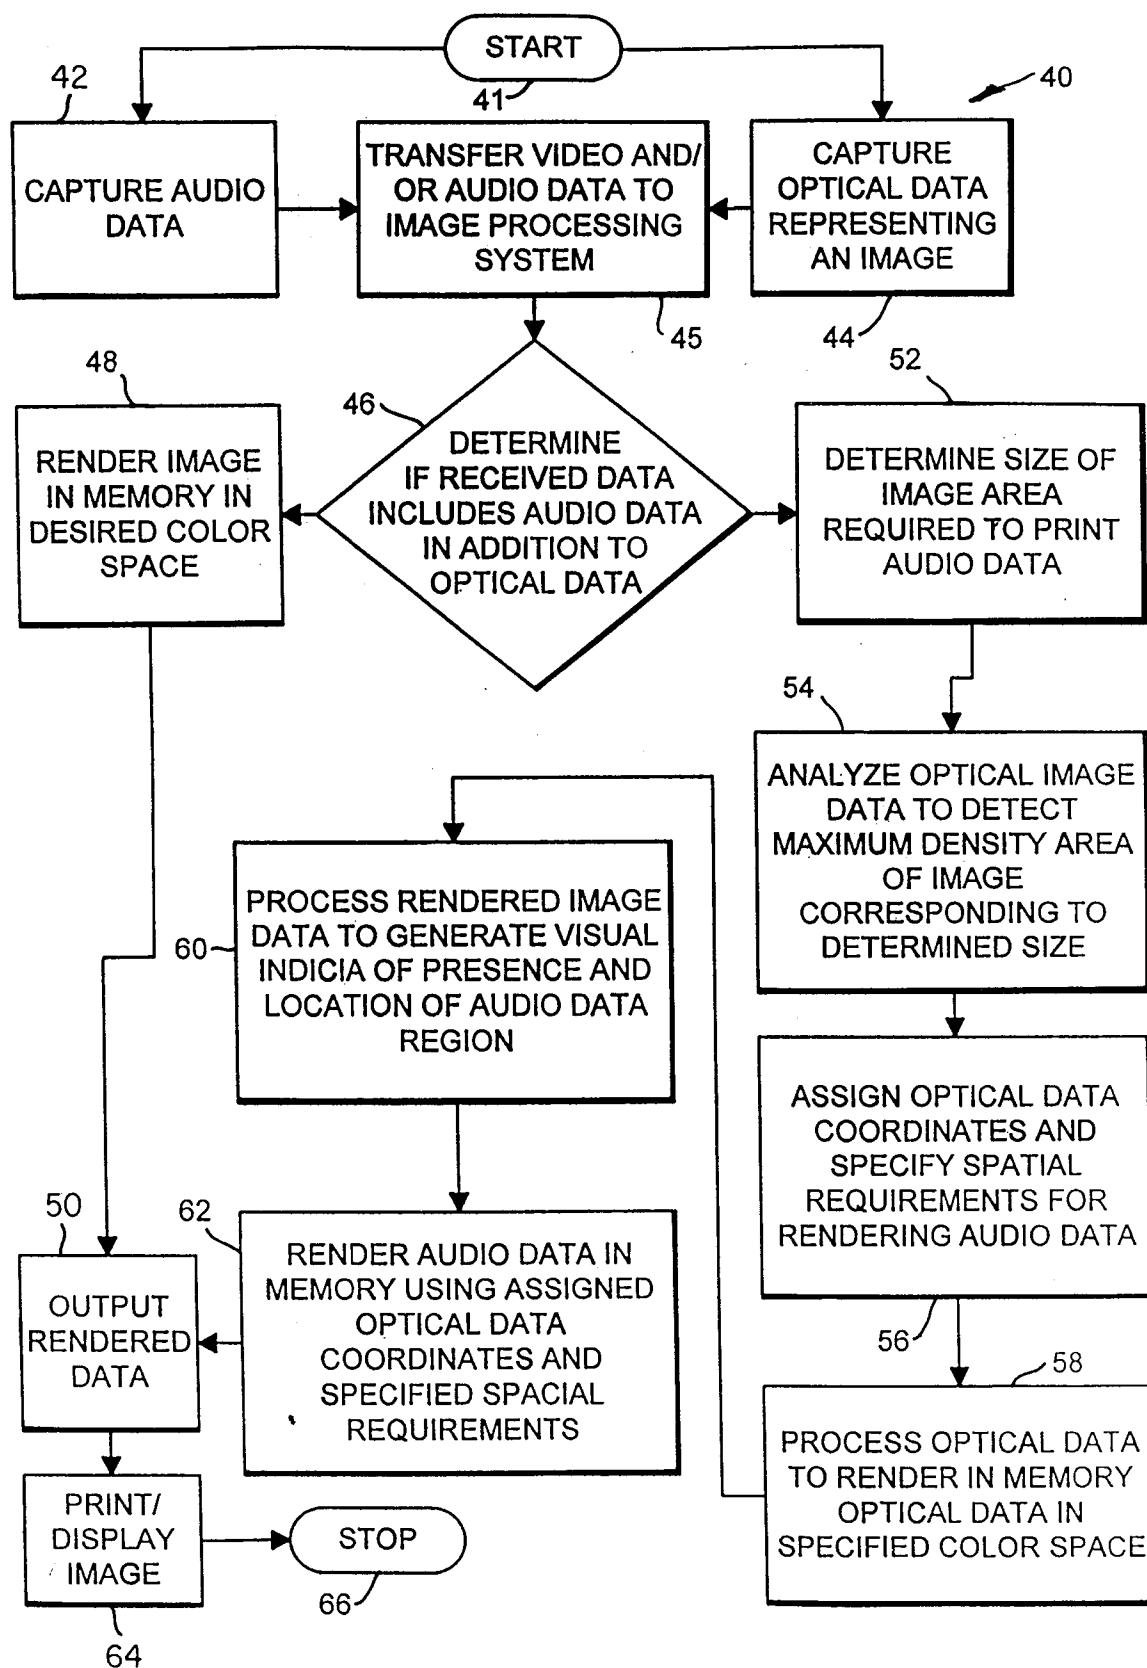 START
41
42
40
CAPTURE AUDIO
DATA
TRANSFER VIDEO AND/
OR AUDIO DATA TO
IMAGE PROCESSING
SYSTEM
45
CAPTURE
OPTICAL DATA
REPRESENTING
AN IMAGE
44
48
RENDER IMAGE
IN MEMORY IN
DESIRED COLOR
SPACE
46
DETERMINE
IF RECEIVED DATA
INCLUDES AUDIO DATA
IN ADDITION TO
OPTICAL DATA
52
DETERMINE SIZE OF
IMAGE AREA
REQUIRED TO PRINT
AUDIO DATA
54
ANALYZE OPTICAL IMAGE
DATA TO DETECT
MAXIMUM DENSITY AREA
OF IMAGE
CORRESPONDING TO
DETERMINED SIZE
ASSIGN OPTICAL DATA
COORDINATES AND
SPECIFY SPATIAL
REQUIREMENTS FOR
RENDERING AUDIO DATA
56
58
PROCESS OPTICAL DATA
TO RENDER IN MEMORY
OPTICAL DATA IN
SPECIFIED COLOR SPACE
60
PROCESS RENDERED IMAGE
DATA TO GENERATE VISUAL
INDICIA OF PRESENCE AND
LOCATION OF AUDIO DATA
REGION
62
RENDER AUDIO DATA IN
MEMORY USING ASSIGNED
OPTICAL DATA
COORDINATES AND
SPECIFIED SPACIAL
REQUIREMENTS
50
OUTPUT
RENDERED
DATA
PRINT/
DISPLAY
IMAGE
64
STOP
66